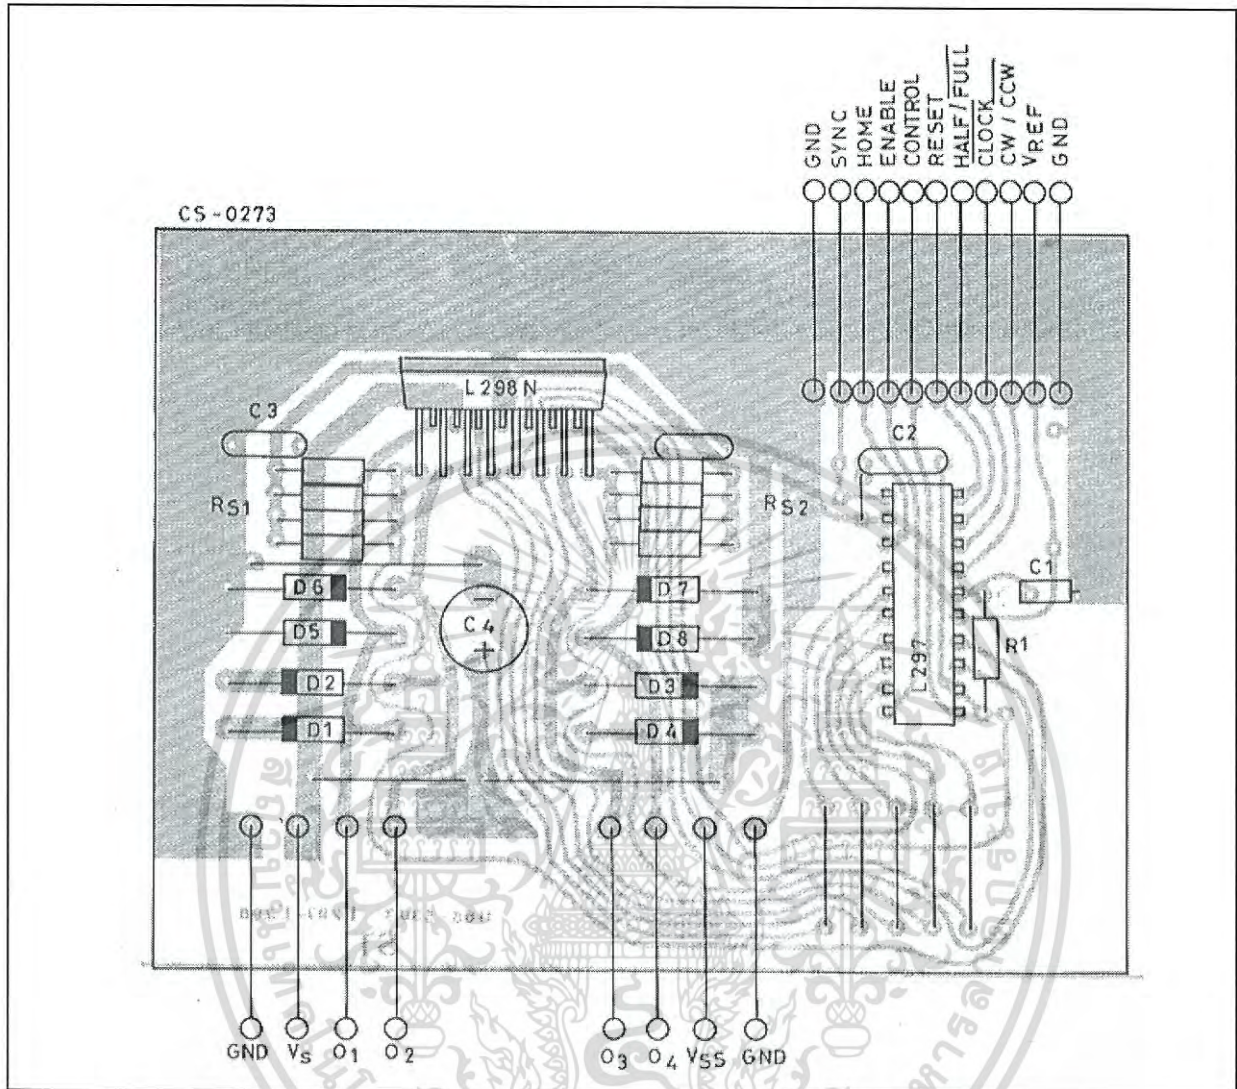 GND
SYNC
HOME
ENABLE
CONTROL
RESET
HALF / FULL
CLOCK
CW / CCW
VREF
GND
CS-0273
L298N
C3
C2
RS1
RS2
C1
D6
D7
C4
D5
D8
R1
L297
D2
D3
D1
D4
GND
VS
O1
O2
O3
O4
VSS
GND